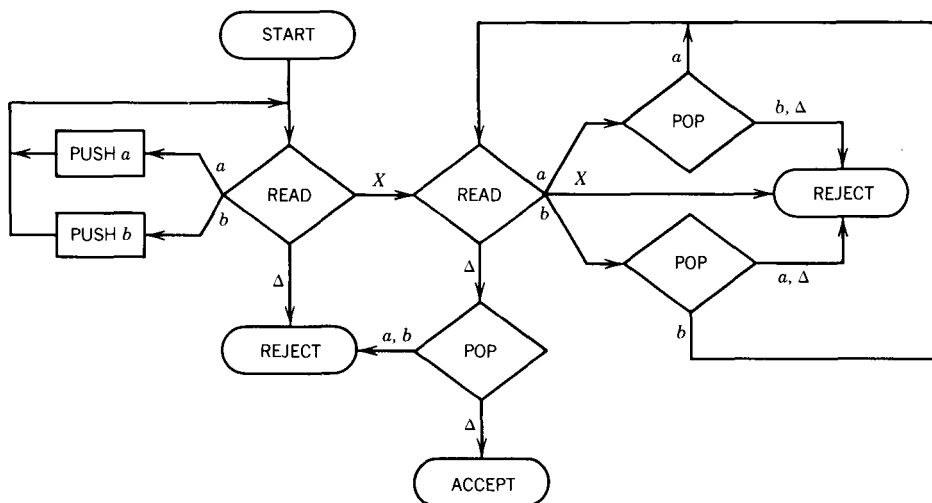 START
a
POP
b, Δ
PUSH a
a
READ
X
READ
a
X
REJECT
b
b
PUSH b
POP
a, Δ
Δ
Δ
b
REJECT
a, b
POP
Δ
ACCEPT